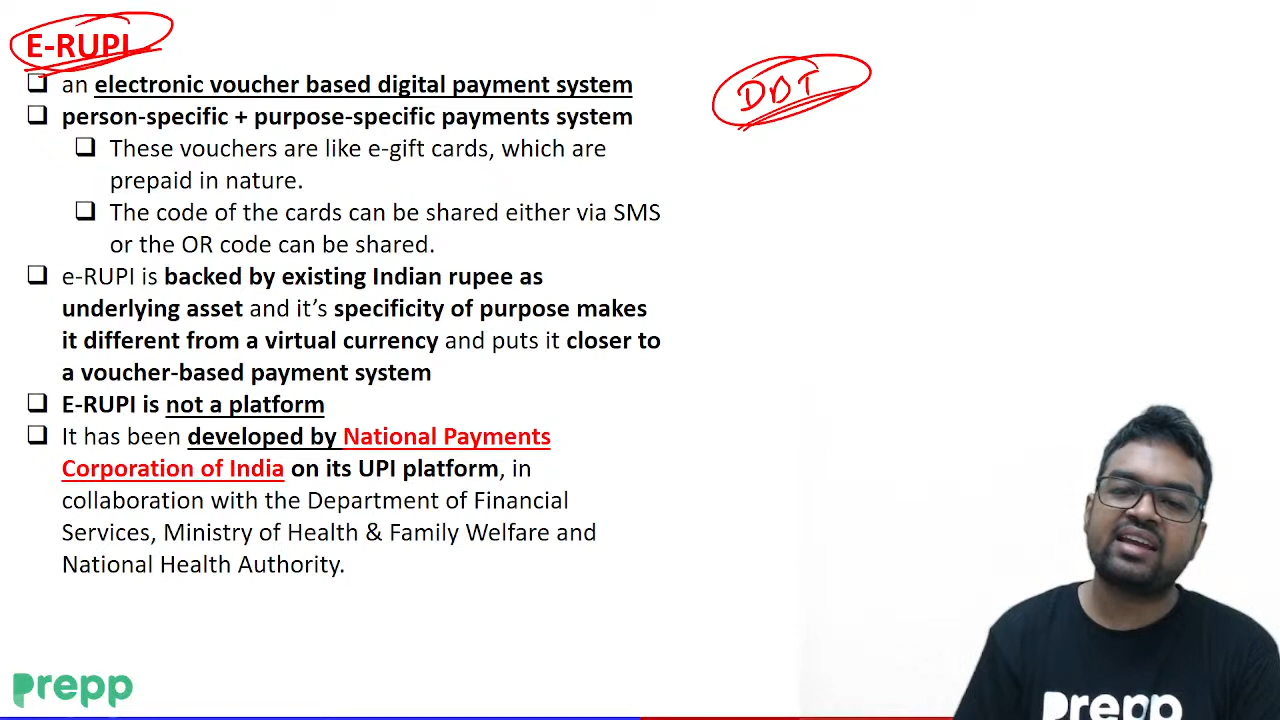 E-RUPI
an electronic voucher based digital payment system
person-specific + purpose-specific payments system
These vouchers are like e-gift cards, which are
prepaid in nature.
The code of the cards can be shared either via SMS
or the OR code can be shared.
e-RUPI is backed by existing Indian rupee as
underlying asset and it’s specificity of purpose makes
it different from a virtual currency and puts it closer to
a voucher-based payment system
E-RUPI is not a platform
It has been developed by National Payments
Corporation of India on its UPI platform, in
collaboration with the Department of Financial
Services, Ministry of Health & Family Welfare and
National Health Authority.
DDT
prepp
Prepp